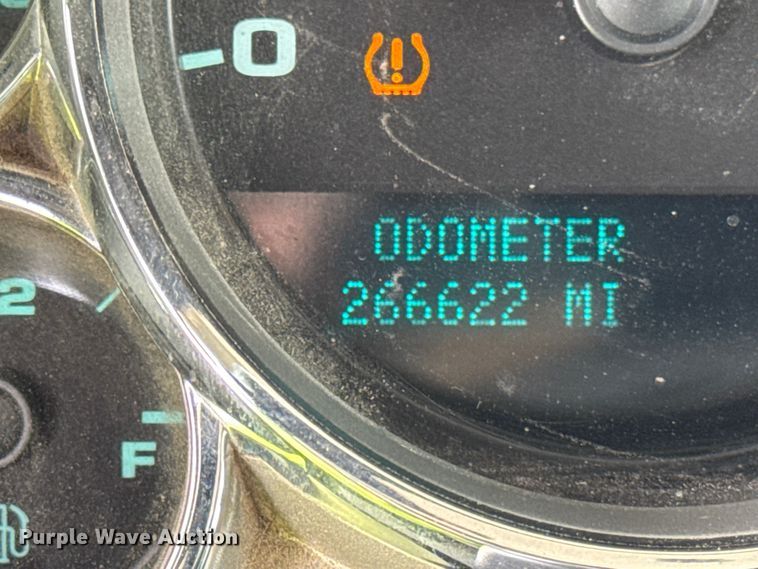 0
ODOMETER
266622 MI
2
F
Purple Wave Auction